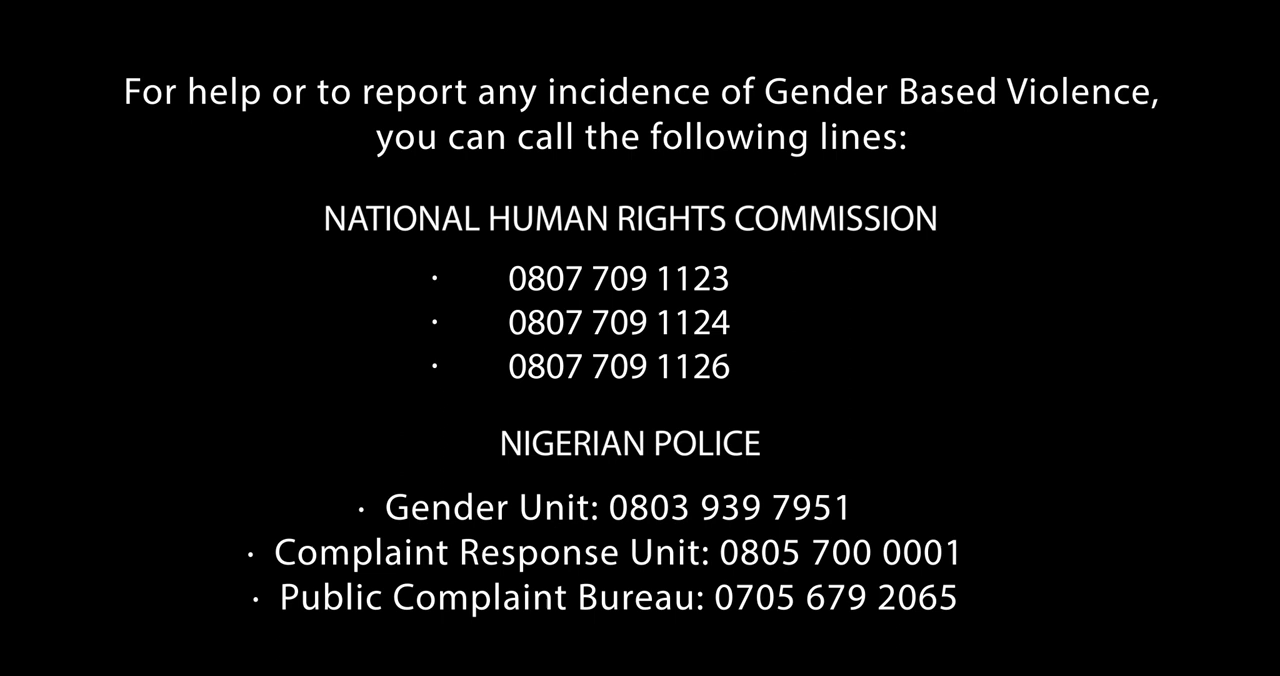 For help or to report any incidence of Gender Based Violence,
you can call the following lines:
NATIONAL HUMAN RIGHTS COMMISSION
· 0807 709 1123
· 0807 709 1124
· 0807 709 1126
NIGERIAN POLICE
· Gender Unit: 0803 939 7951
· Complaint Response Unit: 0805 700 0001
· Public Complaint Bureau: 0705 679 2065